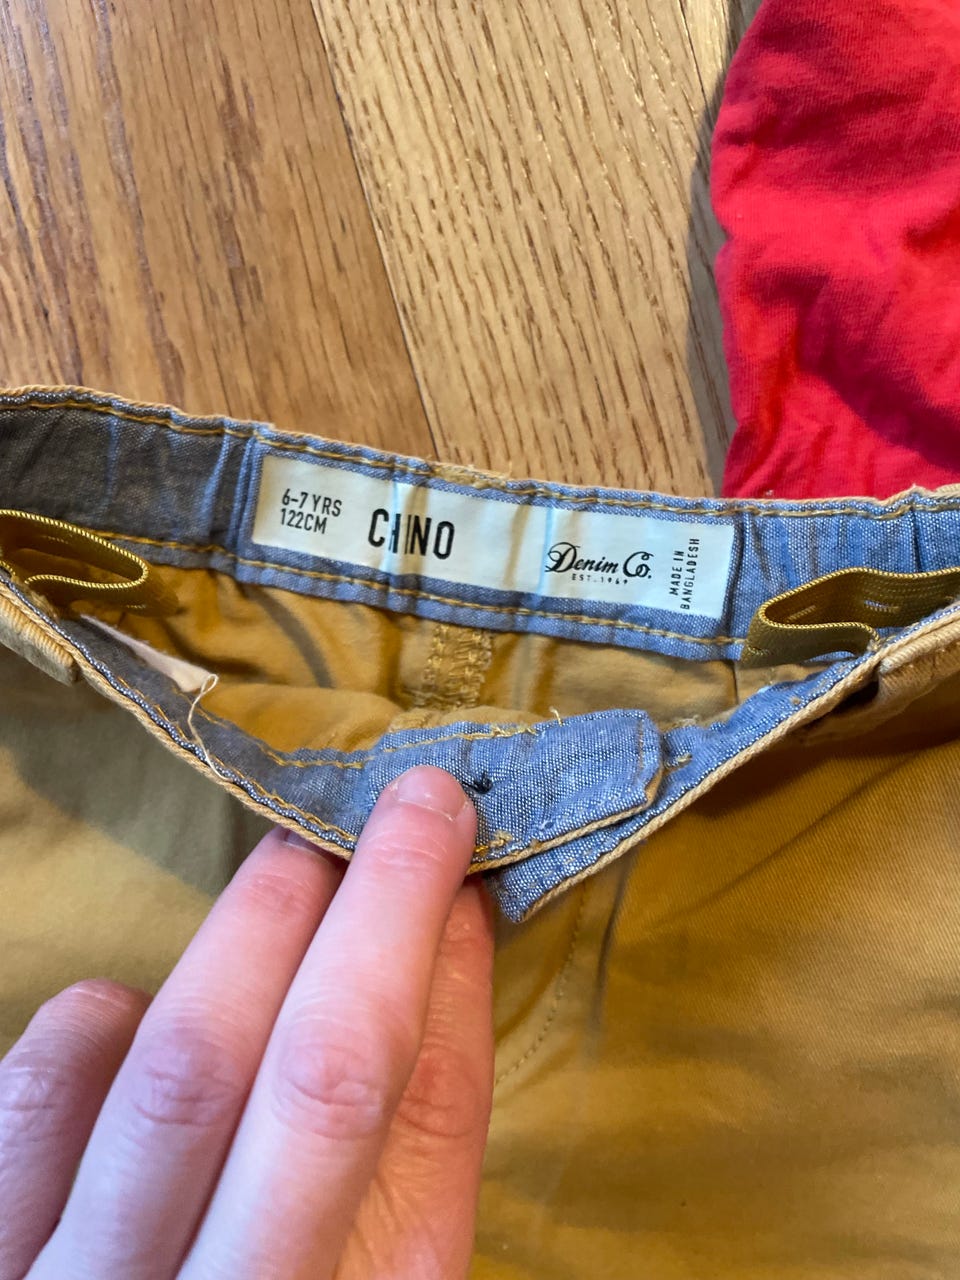 6-7 YRS
122CM
CHINO
Denim Co.
EST. 1969
MADE IN
BANGLADESH